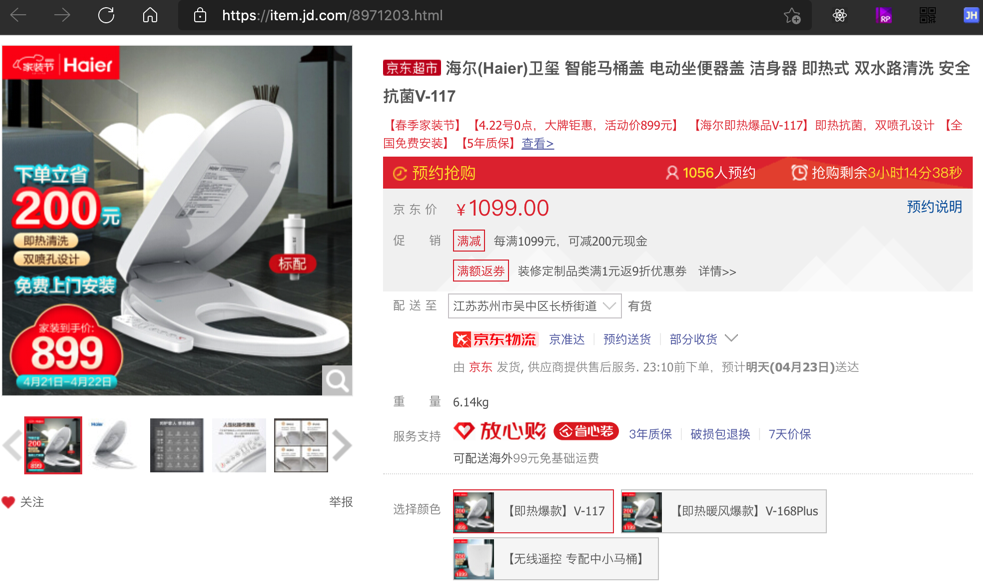 https://item.jd.com/8971203.html
RP
JH
家装节 Haier
下单立省
200元
即热清洗
双喷孔设计
免费上门安装
标配
家装到手价:
899
4月21日-4月22日
关注
举报
京东超市 海尔(Haier)卫玺 智能马桶盖 电动坐便器盖 洁身器 即热式 双水路清洗 安全
抗菌V-117
【春季家装节】【4.22号0点，大牌钜惠，活动价899元】【海尔即热爆品V-117】即热抗菌，双喷孔设计 【全
国免费安装】【5年质保】查看>
预约抢购 1056人预约 抢购剩余3小时14分38秒
京东价 ￥1099.00 预约说明
促销 满减 每满1099元，可减200元现金
满额返券 装修定制品类满1元返9折优惠券 详情>>
配送至 江苏苏州市吴中区长桥街道 有货
京东物流 京准达 预约送货 部分收货
由 京东 发货, 供应商提供售后服务. 23:10前下单，预计明天(04月23日)送达
重量 6.14kg
服务支持 放心购 省心装 3年质保 破损包退换 7天价保
可配送海外99元免基础运费
选择颜色 【即热爆款】V-117 【即热暖风爆款】V-168Plus
【无线遥控 专配中小马桶】